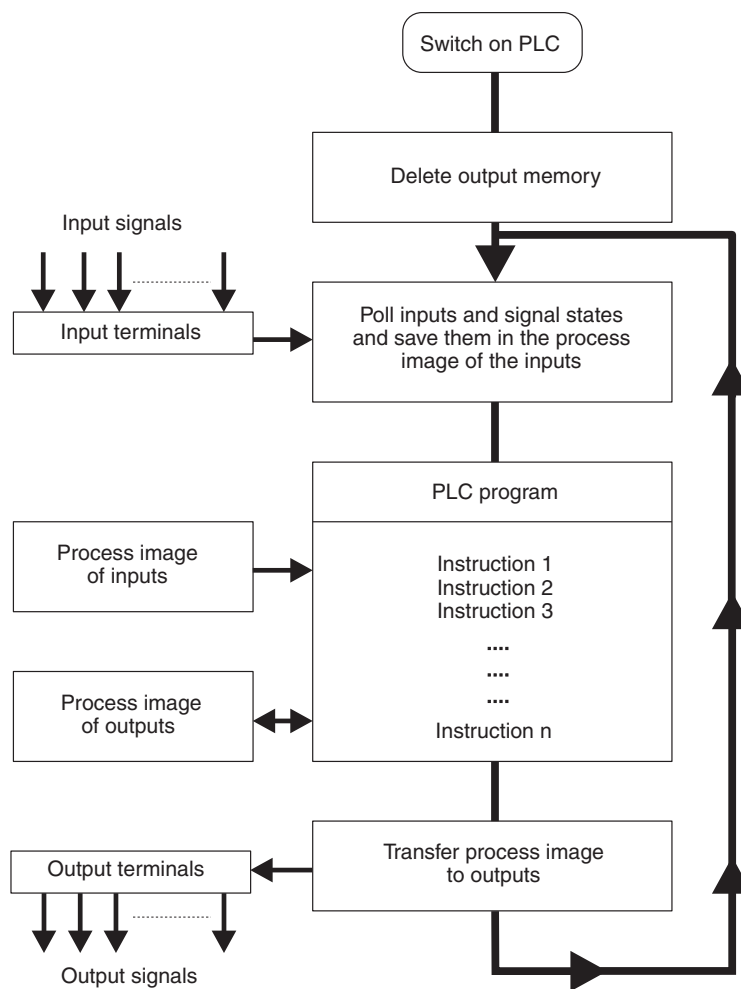 Switch on PLC
Delete output memory
Input signals
Input terminals
Poll inputs and signal states
and save them in the process
image of the inputs
PLC program
Process image
of inputs
Instruction 1
Instruction 2
Instruction 3
....
....
....
Instruction n
Process image
of outputs
Transfer process image
to outputs
Output terminals
Output signals